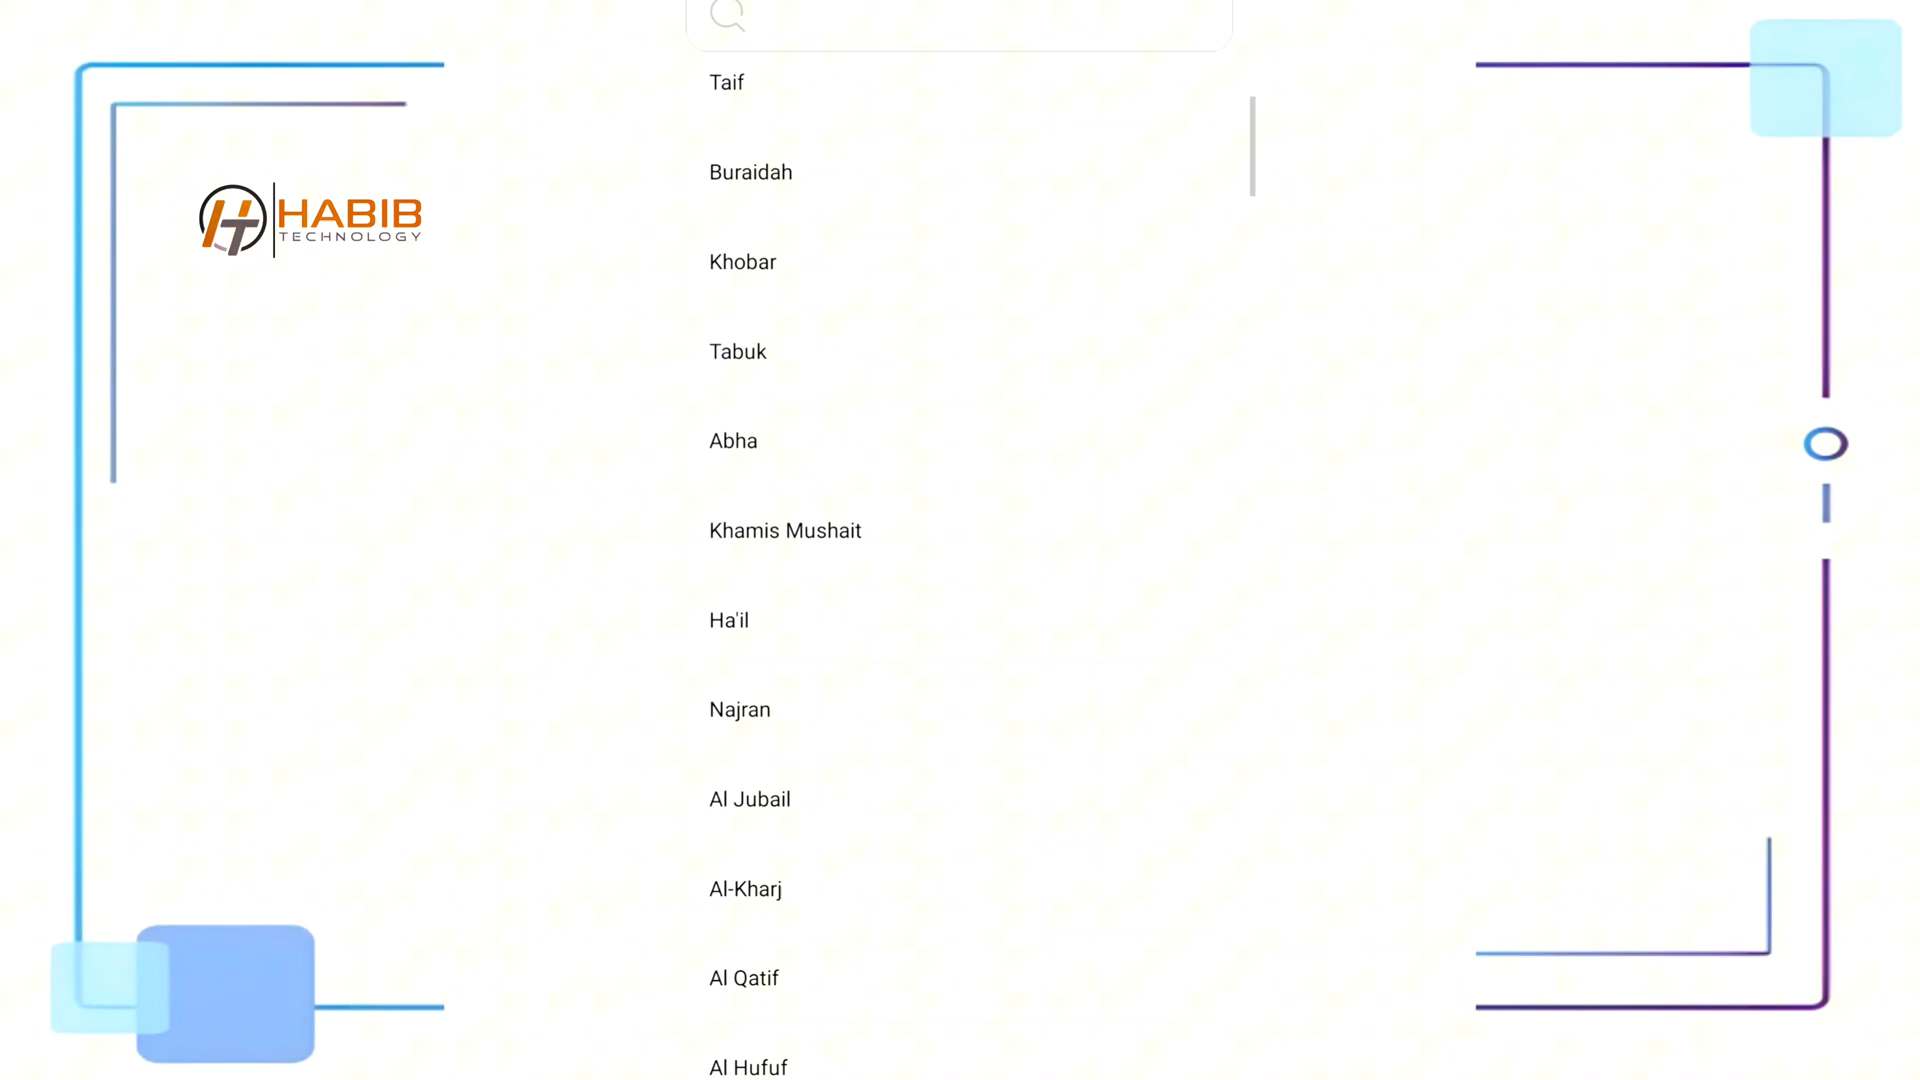 HABIB
TECHNOLOGY
Taif
Buraidah
Khobar
Tabuk
Abha
Khamis Mushait
Ha'il
Najran
Al Jubail
Al-Kharj
Al Qatif
Al Hufuf